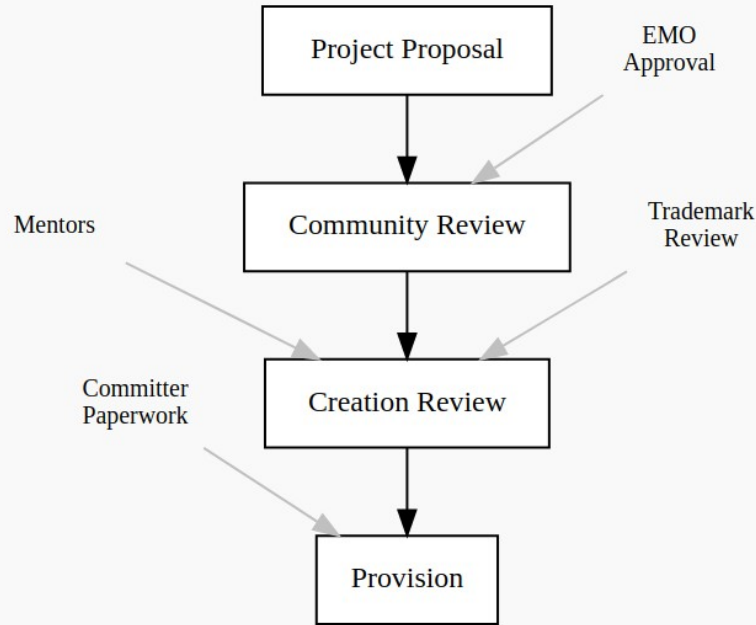 Project Proposal
EMO
Approval
Community Review
Mentors
Trademark
Review
Creation Review
Committer
Paperwork
Provision